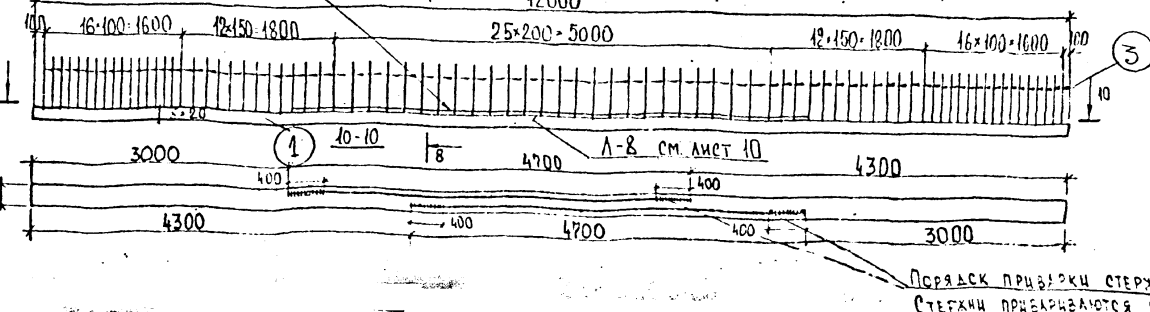 12000
100 16×100=1600 12×150=1800 25×200=5000 12×150=1800 16×100=1600 100
3
10
1 10-10 8 Л-8 см. лист 10
3000 4700 4300
400 400
4300 400 4700 400 3000
Порядок приварки стерж
Стержни привариваются